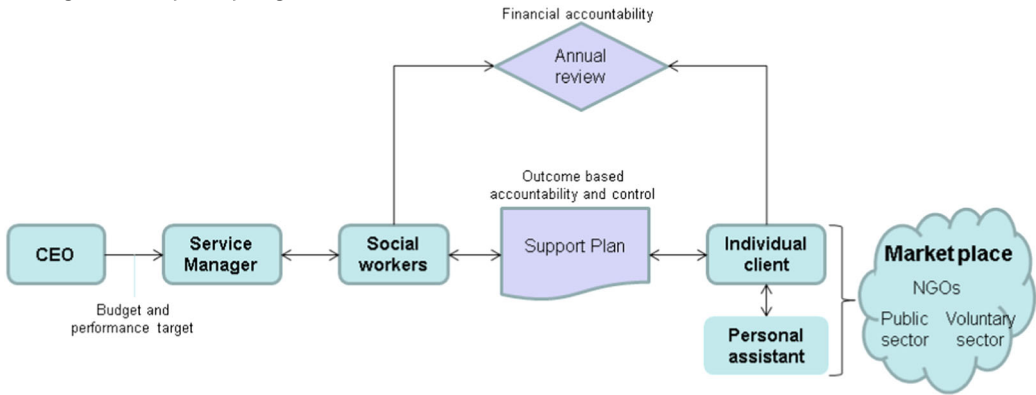 Financial accountability
Annual
review
Outcome based
accountability and control
Support Plan
CEO
Service
Manager
Social
workers
Individual
client
Market place
NGOs
Public
sector
Voluntary
sector
Budget and
performance target
Personal
assistant